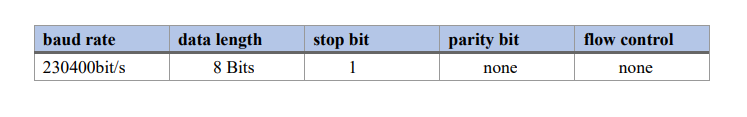 baud rate data length stop bit parity bit flow control
230400bit/s 8 Bits 1 none none